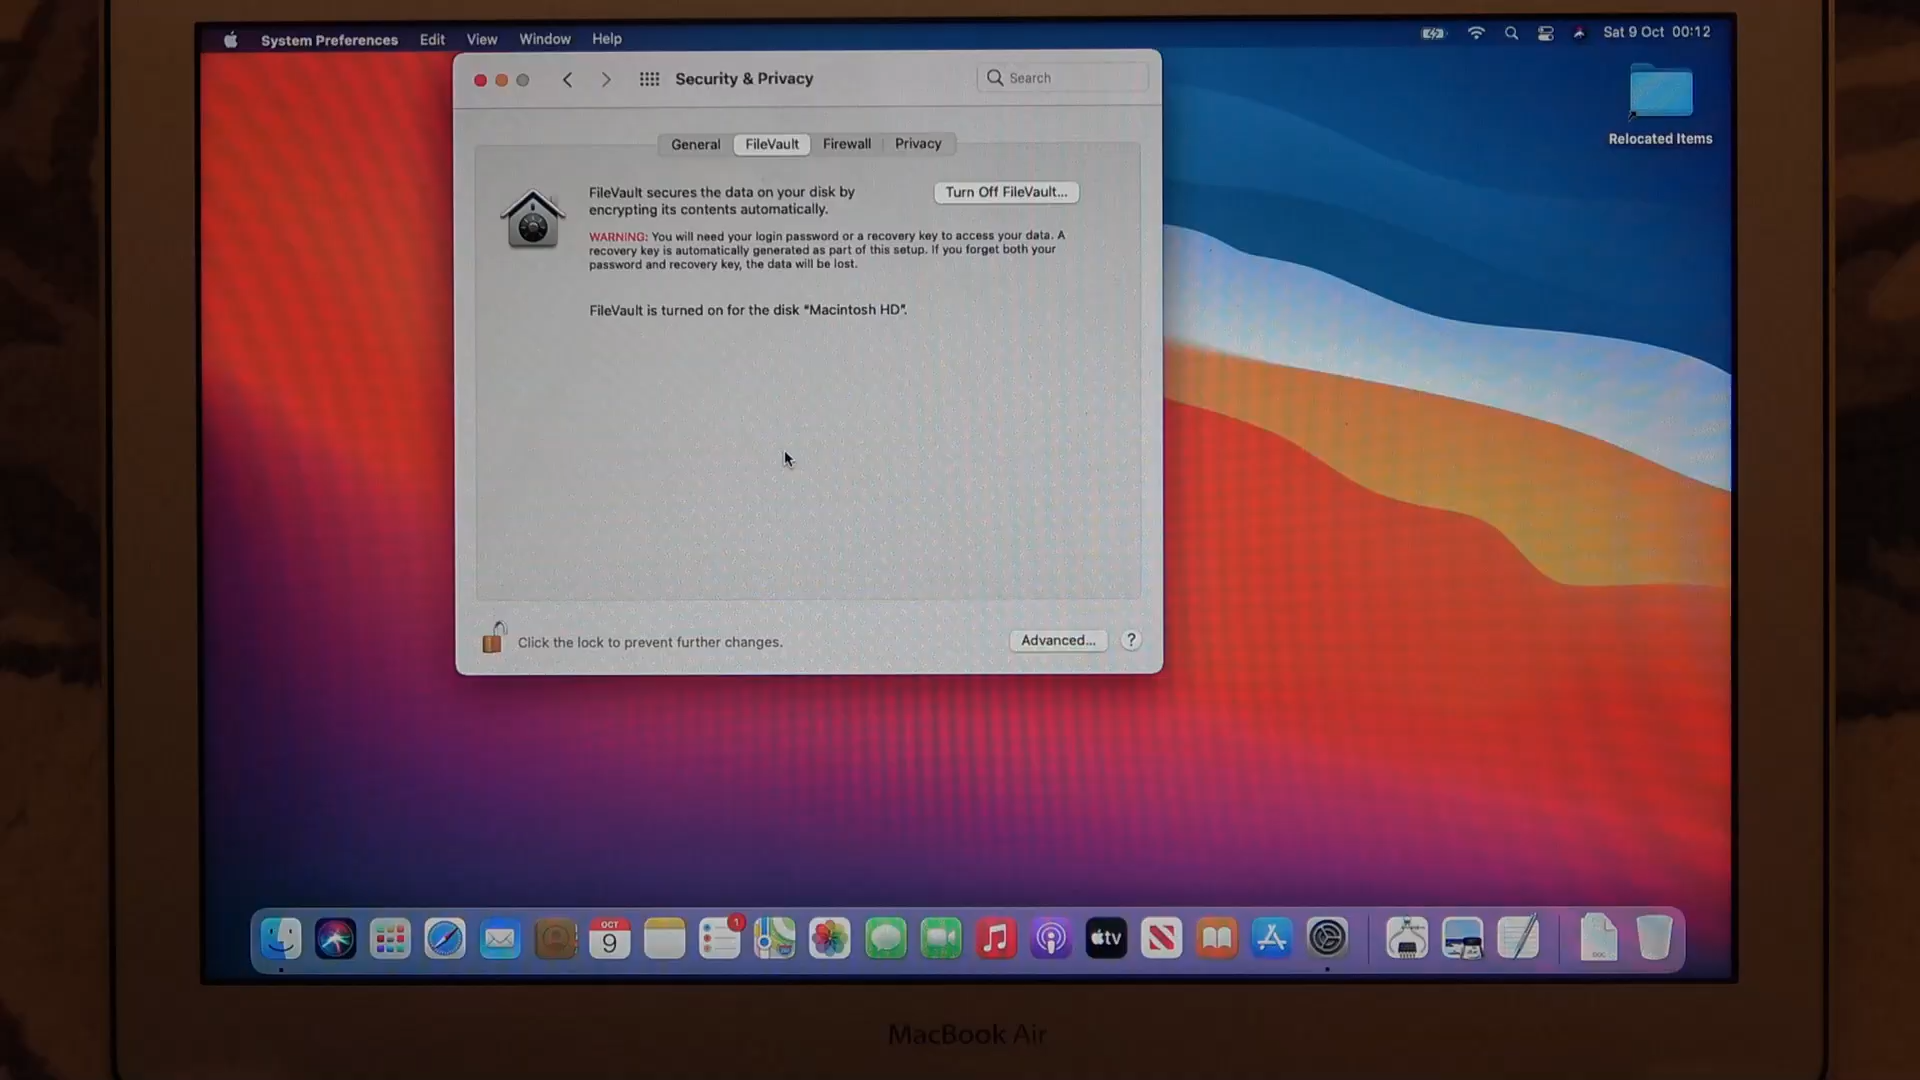 System Preferences Edit View Window Help
Sat 9 Oct 00:12
Security & Privacy
Search
Relocated Items
General FileVault Firewall Privacy
FileVault secures the data on your disk by
encrypting its contents automatically.
Turn Off FileVault...
WARNING: You will need your login password or a recovery key to access your data. A
recovery key is automatically generated as part of this setup. If you forget both your
password and recovery key, the data will be lost.
FileVault is turned on for the disk "Macintosh HD".
Click the lock to prevent further changes.
Advanced...
?
OCT
9
1
tv
DOC
MacBook Air